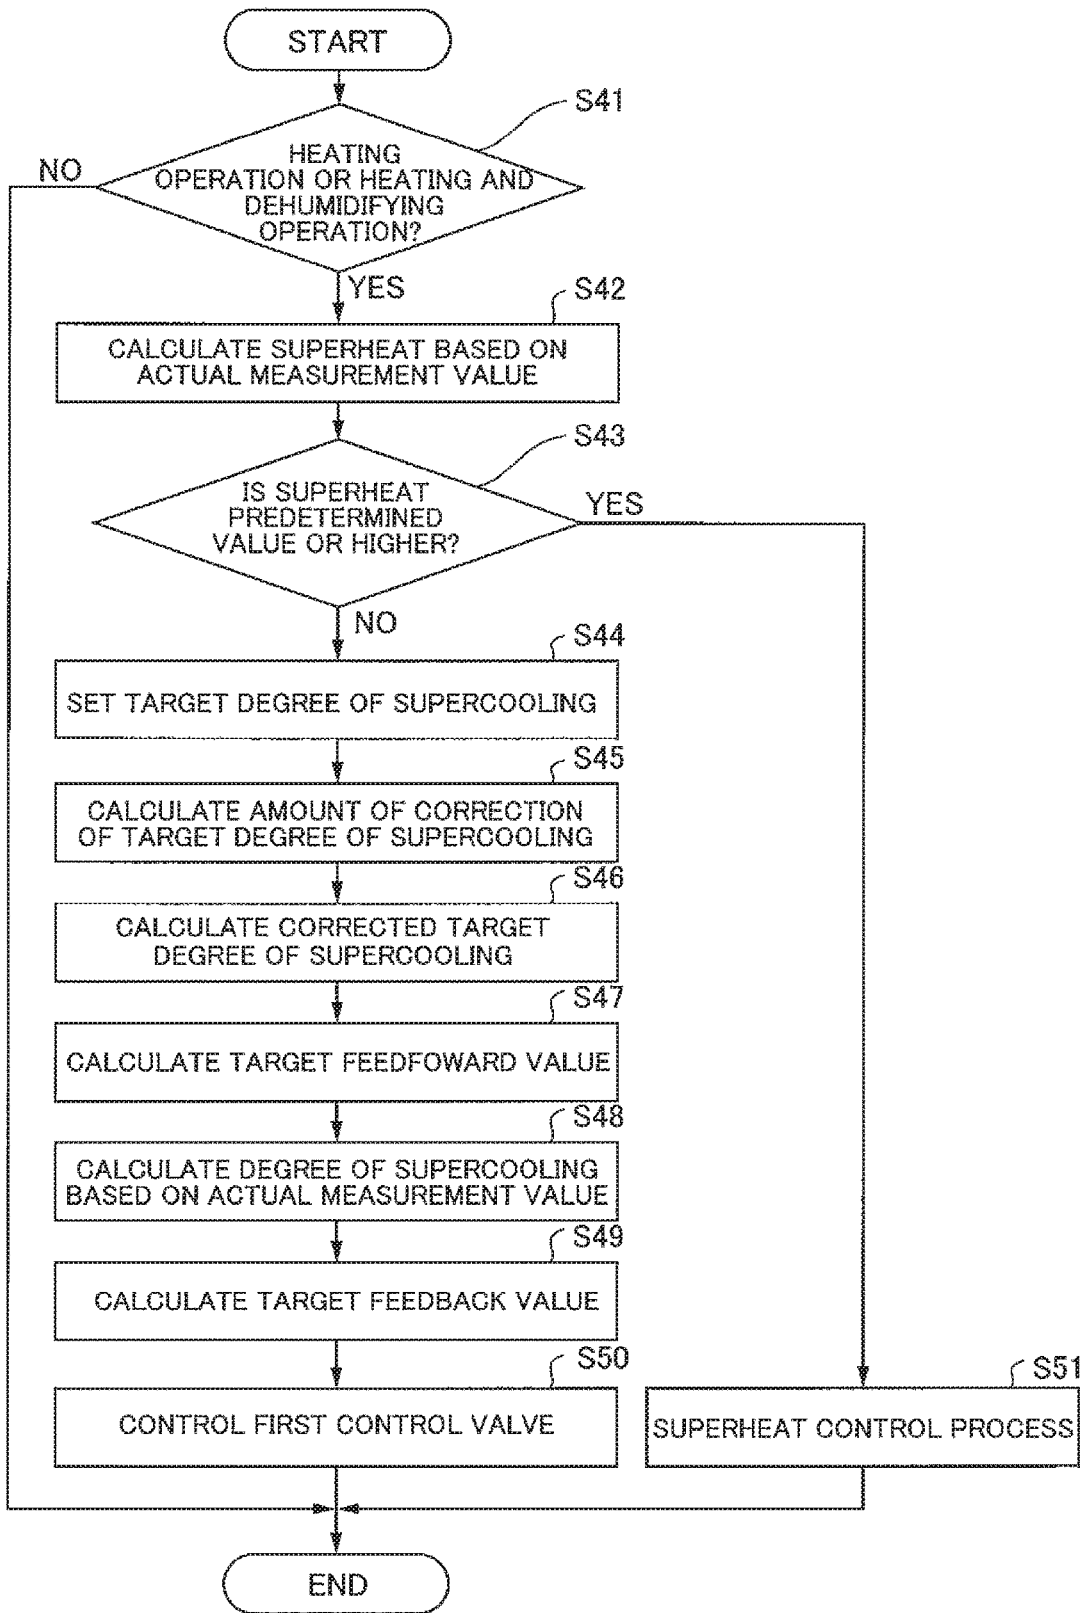 START
S41
HEATING
OPERATION OR HEATING AND
DEHUMIDIFYING
OPERATION?
NO
YES
S42
CALCULATE SUPERHEAT BASED ON
ACTUAL MEASUREMENT VALUE
S43
IS SUPERHEAT
PREDETERMINED
VALUE OR HIGHER?
YES
NO
S44
SET TARGET DEGREE OF SUPERCOOLING
S45
CALCULATE AMOUNT OF CORRECTION
OF TARGET DEGREE OF SUPERCOOLING
S46
CALCULATE CORRECTED TARGET
DEGREE OF SUPERCOOLING
S47
CALCULATE TARGET FEEDFOWARD VALUE
S48
CALCULATE DEGREE OF SUPERCOOLING
BASED ON ACTUAL MEASUREMENT VALUE
S49
CALCULATE TARGET FEEDBACK VALUE
S50
CONTROL FIRST CONTROL VALVE
S51
SUPERHEAT CONTROL PROCESS
END